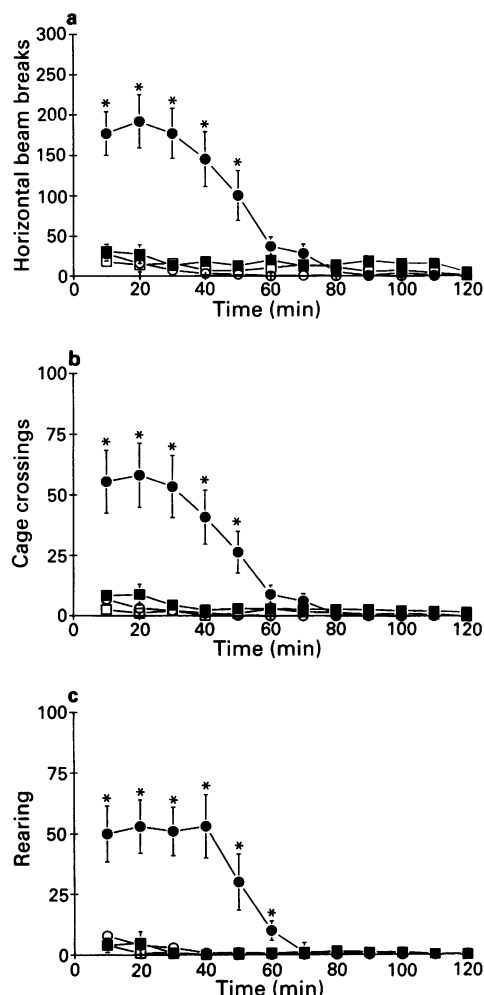 a
300
250
200
150
100
50
0
Horizontal beam breaks
* * * * *
0 20 40 60 80 100 120
Time (min)
b
100
75
50
25
0
Cage crossings
* * * * *
0 20 40 60 80 100 120
Time (min)
c
100
75
50
25
0
Rearing
* * * * * *
0 20 40 60 80 100 120
Time (min)